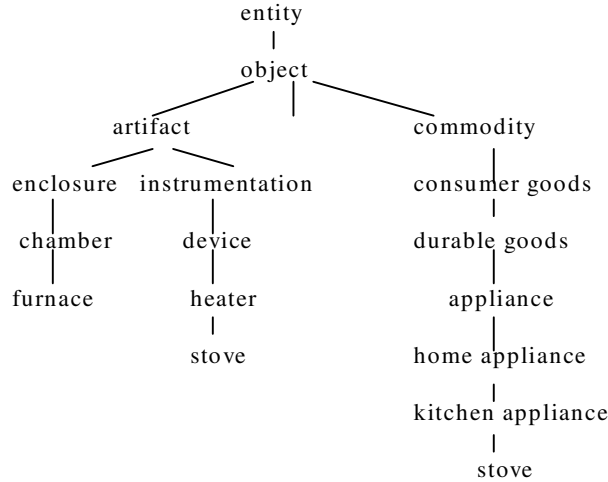 entity
object
artifact commodity
enclosure instrumentation consumer goods
chamber device durable goods
furnace heater appliance
stove home appliance
kitchen appliance
stove